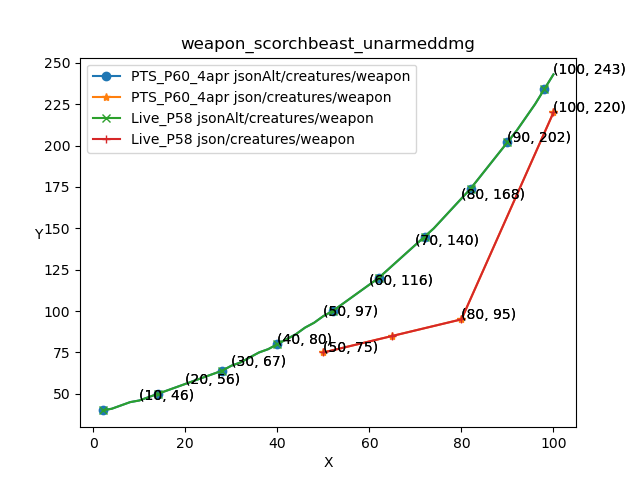 weapon_scorchbeast_unarmeddmg
PTS_P60_4apr jsonAlt/creatures/weapon
PTS_P60_4apr json/creatures/weapon
Live_P58 jsonAlt/creatures/weapon
Live_P58 json/creatures/weapon
250
225
200
175
150
125
100
75
50
Y
(100, 243)
(100, 220)
(90, 202)
(80, 168)
(70, 140)
(60, 116)
(50, 97)
(80, 95)
(40, 80)
(50, 75)
(30, 67)
(20, 56)
(10, 46)
0 20 40 60 80 100
X